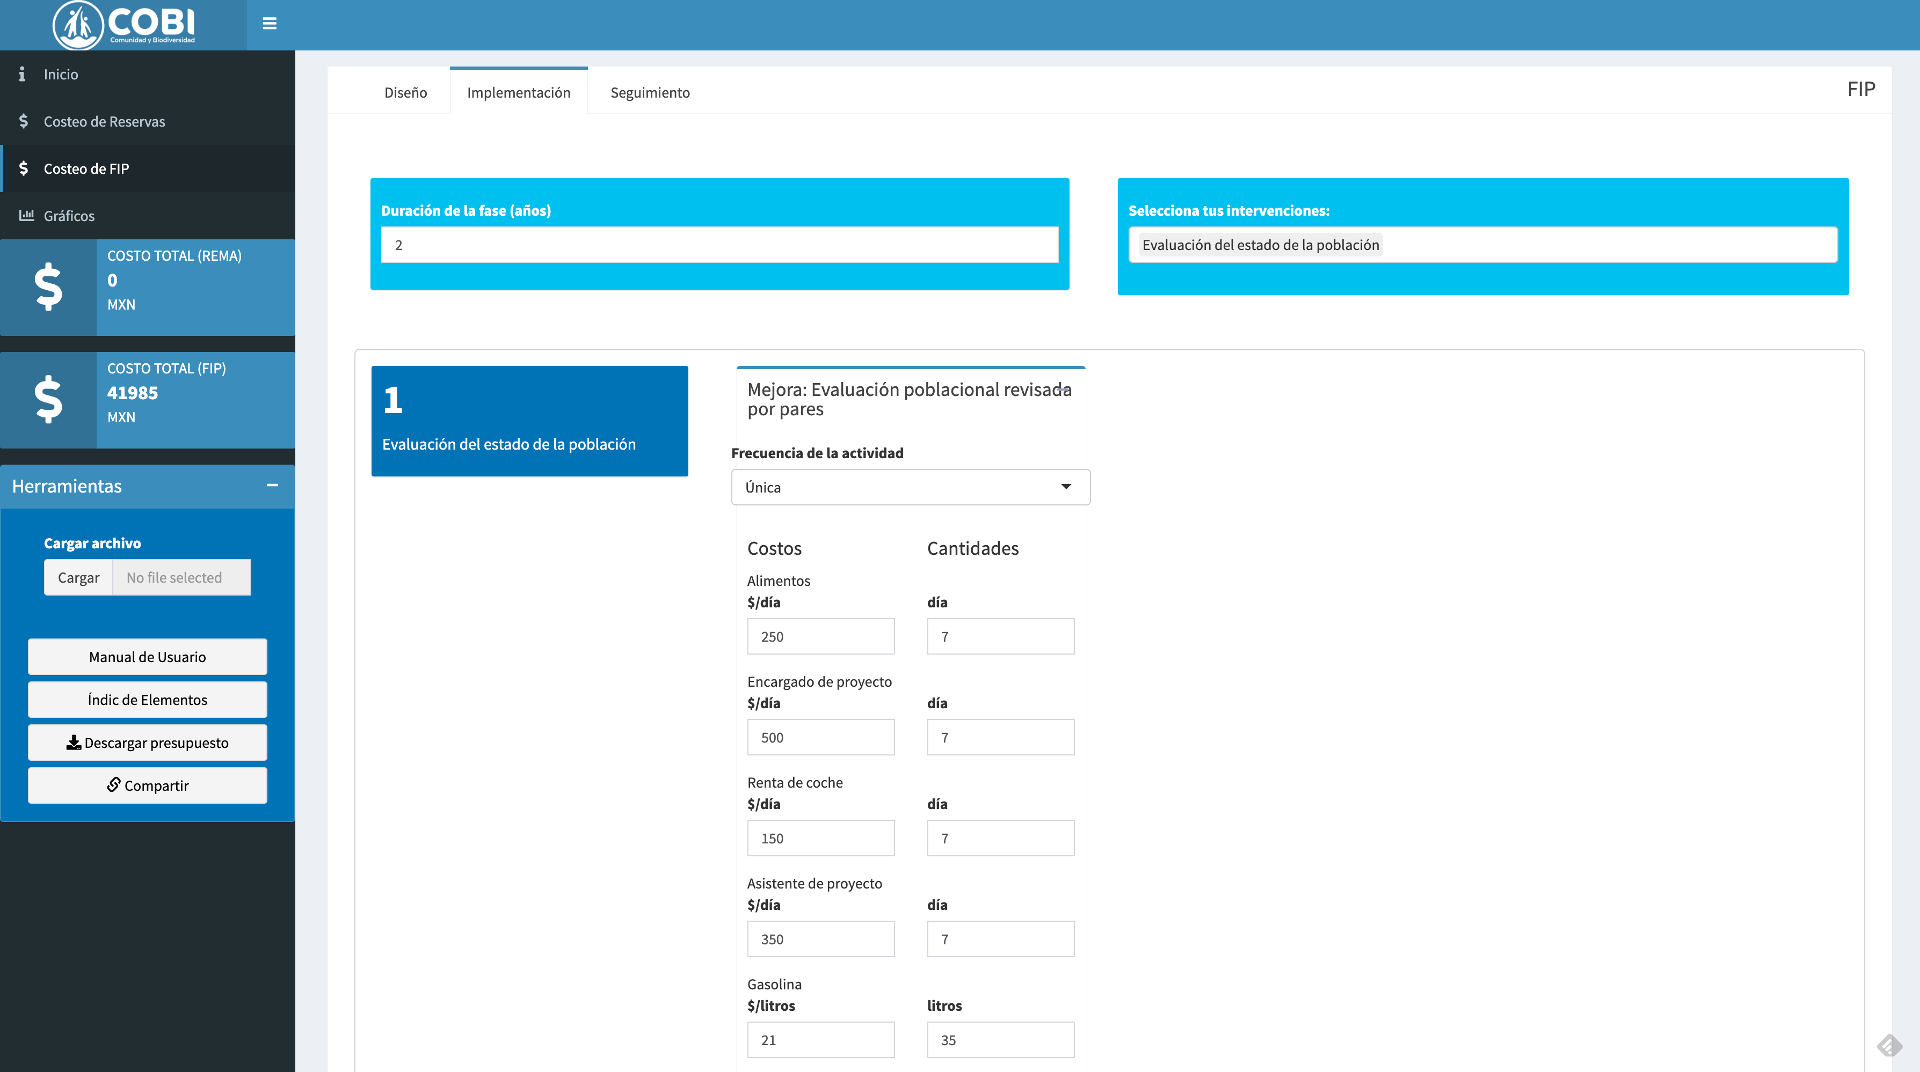 COBI
Comunidad y Biodiversidad
Inicio
Costeo de Reservas
Costeo de FIP
Gráficos
COSTO TOTAL (REMA)
0
MXN
COSTO TOTAL (FIP)
41985
MXN
Herramientas
Cargar archivo
Cargar No file selected
Manual de Usuario
Índic de Elementos
Descargar presupuesto
Compartir
Diseño Implementación Seguimiento FIP
Duración de la fase (años)
2
Selecciona tus intervenciones:
Evaluación del estado de la población
1
Evaluación del estado de la población
Mejora: Evaluación poblacional revisada
por pares
Frecuencia de la actividad
Única
Costos Cantidades
Alimentos
$/día día
250 7
Encargado de proyecto
$/día día
500 7
Renta de coche
$/día día
150 7
Asistente de proyecto
$/día día
350 7
Gasolina
$/litros litros
21 35